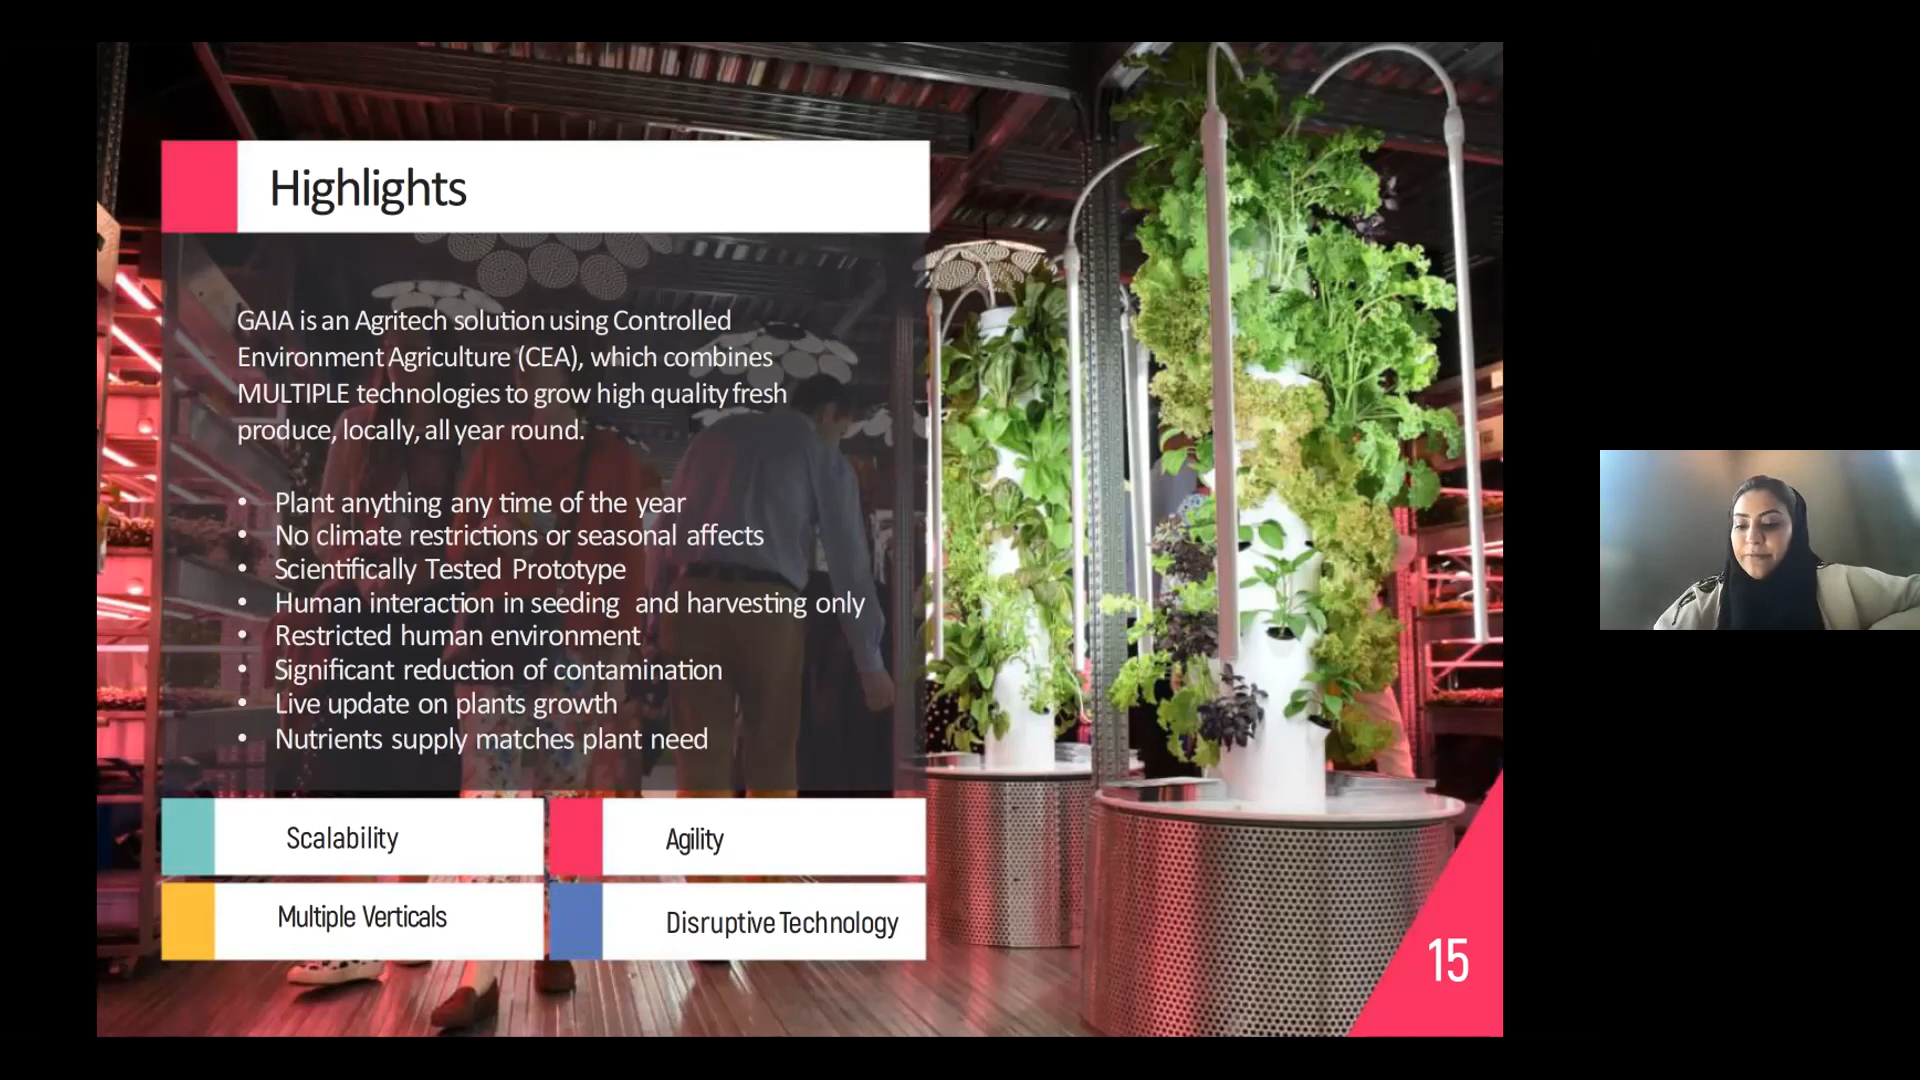 Highlights
GAIA is an Agritech solution using Controlled
Environment Agriculture (CEA), which combines
MULTIPLE technologies to grow high quality fresh
produce, locally, all year round.
• Plant anything any time of the year
• No climate restrictions or seasonal affects
• Scientifically Tested Prototype
• Human interaction in seeding and harvesting only
• Restricted human environment
• Significant reduction of contamination
• Live update on plants growth
• Nutrients supply matches plant need
Scalability
Agility
Multiple Verticals
Disruptive Technology
15